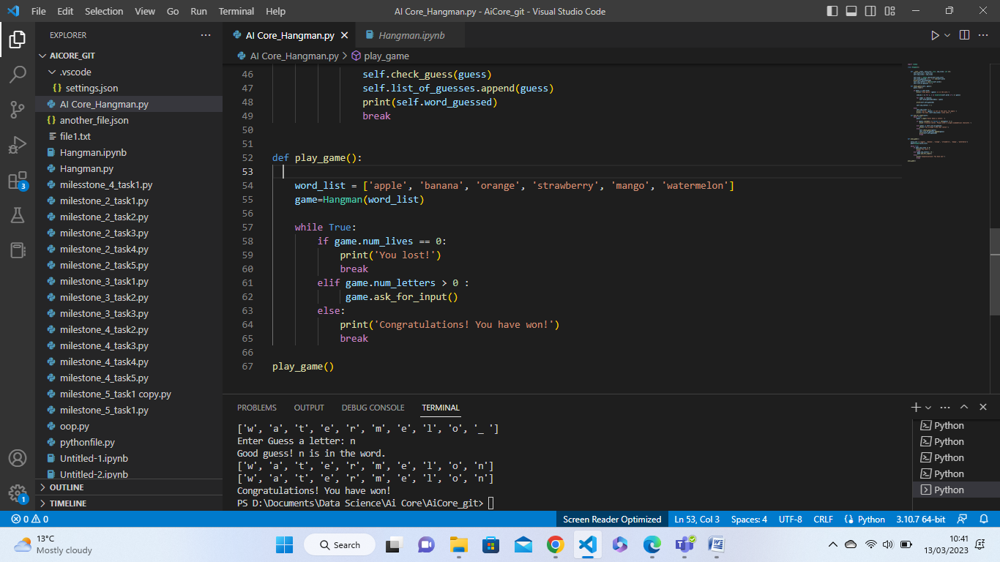 File Edit Selection View Go Run Terminal Help
AI Core_Hangman.py - AiCore_git - Visual Studio Code
EXPLORER
AICORE_GIT
.vscode
settings.json
AI Core_Hangman.py
another_file.json
file1.txt
Hangman.ipynb
Hangman.py
milesstone_4_task1.py
milestone_2_task1.py
milestone_2_task2.py
milestone_2_task3.py
milestone_2_task4.py
milestone_2_task5.py
milestone_3_task1.py
milestone_3_task2.py
milestone_3_task3.py
milestone_4_task2.py
milestone_4_task3.py
milestone_4_task4.py
milestone_4_task5.py
milestone_5_task1 copy.py
milestone_5_task1.py
oop.py
pythonfile.py
Untitled-1.ipynb
Untitled-2.ipynb
OUTLINE
TIMELINE
3
1
AI Core_Hangman.py
Hangman.ipynb
AI Core_Hangman.py > play_game
46 self.check_guess(guess)
47 self.list_of_guesses.append(guess)
48 print(self.word_guessed)
49 break
50
51
52 def play_game():
53
54 word_list = ['apple', 'banana', 'orange', 'strawberry', 'mango', 'watermelon']
55 game=Hangman(word_list)
56
57 while True:
58 if game.num_lives == 0:
59 print('You lost!')
60 break
61 elif game.num_letters > 0 :
62 game.ask_for_input()
63 else:
64 print('Congratulations! You have won!')
65 break
66
67 play_game()
PROBLEMS OUTPUT DEBUG CONSOLE TERMINAL
['w', 'a', 't', 'e', 'r', 'm', 'e', 'l', 'o', '_ ']
Enter Guess a letter: n
Good guess! n is in the word.
['w', 'a', 't', 'e', 'r', 'm', 'e', 'l', 'o', 'n']
['w', 'a', 't', 'e', 'r', 'm', 'e', 'l', 'o', 'n']
Congratulations! You have won!
PS D:\Documents\Data Science\Ai Core\AiCore_git>
Python
Python
Python
Python
Python
0 0
Screen Reader Optimized Ln 53, Col 3 Spaces: 4 UTF-8 CRLF Python 3.10.7 64-bit
13°C
Mostly cloudy
Search
10:41
13/03/2023